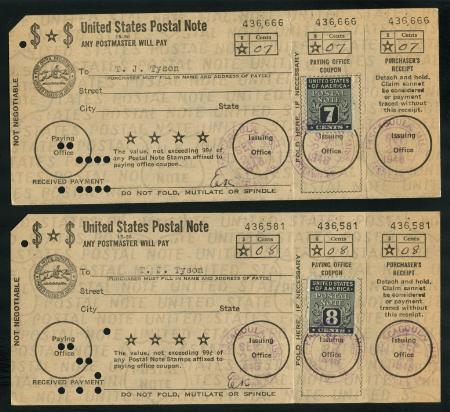 United States Postal Note
436,666
436,666
436,666
ANY POSTMASTER WILL PAY
$ Cents
☆ 07
$ Cents
☆ 07
$ Cents
☆ 07
To T. J. Tyson
(PURCHASER MUST FILL IN NAME AND ADDRESS OF PAYEE)
PAYING OFFICE
COUPON
PURCHASER'S
RECEIPT
Street
City State
NOT NEGOTIABLE
FOLD HERE, IF NECESSARY
UNITED STATES
OF AMERICA
POSTAL
NOTE
7
CENTS
Detach and hold.
Claim cannot
be considered
or payment
traced without
this receipt.
Paying
Office
The value, not exceeding 99¢ of
any Postal Note Stamps affixed to
paying office coupon.
Issuing
Office
Issuing
Office
Issuing
Office
RECEIVED PAYMENT
DO NOT FOLD, MUTILATE OR SPINDLE
United States Postal Note
436,581
436,581
436,581
ANY POSTMASTER WILL PAY
$ Cents
☆ 08
$ Cents
☆ 08
$ Cents
☆ 08
To Tyson
(PURCHASER MUST FILL IN NAME AND ADDRESS OF PAYEE)
PAYING OFFICE
COUPON
PURCHASER'S
RECEIPT
Street
City State
NOT NEGOTIABLE
FOLD HERE, IF NECESSARY
UNITED STATES
OF AMERICA
POSTAL
NOTE
8
CENTS
Detach and hold.
Claim cannot
be considered
or payment
traced without
this receipt.
Paying
Office
The value, not exceeding 99¢ of
any Postal Note Stamps affixed to
paying office coupon.
Issuing
Office
Issuing
Office
Issuing
Office
RECEIVED PAYMENT
DO NOT FOLD, MUTILATE OR SPINDLE